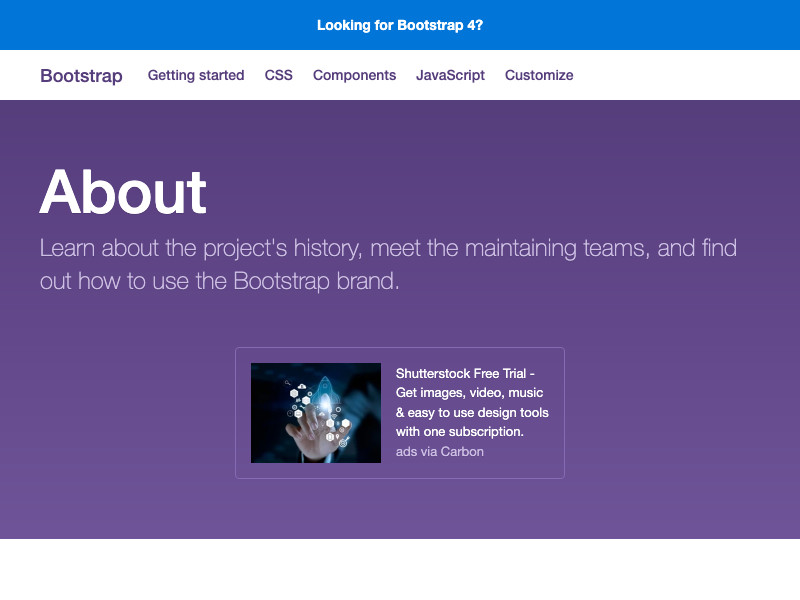 Looking for Bootstrap 4?
Bootstrap Getting started CSS Components JavaScript Customize
About
Learn about the project's history, meet the maintaining teams, and find
out how to use the Bootstrap brand.
Shutterstock Free Trial -
Get images, video, music
& easy to use design tools
with one subscription.
ads via Carbon